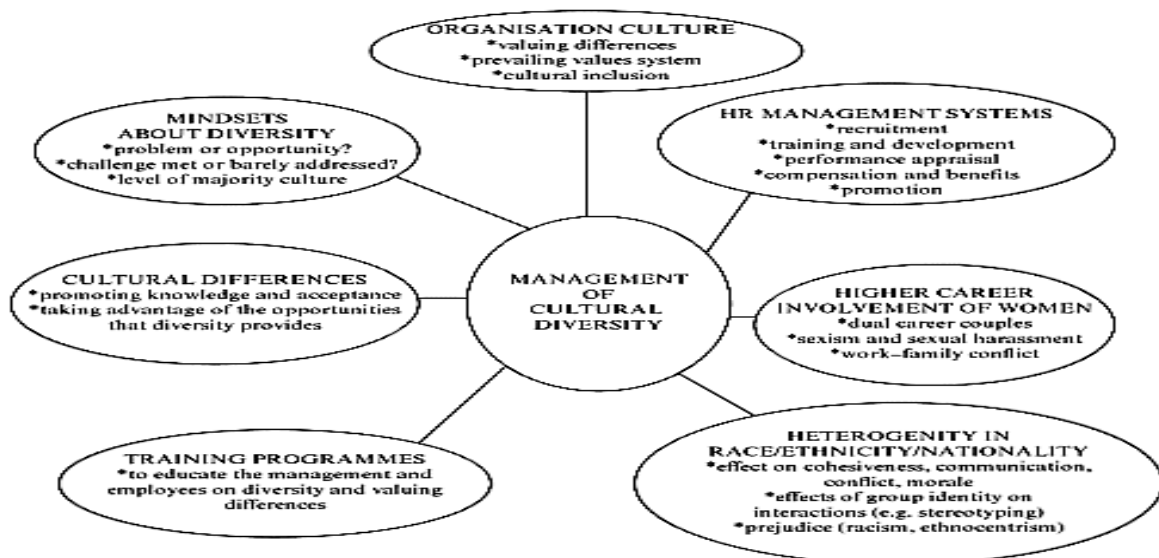 ORGANISATION CULTURE
*valuing differences
*prevailing values system
*cultural inclusion
MINDSETS
ABOUT DIVERSITY
*problem or opportunity?
*challenge met or barely addressed?
*level of majority culture
HR MANAGEMENT SYSTEMS
*recruitment
*training and development
*performance appraisal
*compensation and benefits
*promotion
CULTURAL DIFFERENCES
*promoting knowledge and acceptance
*taking advantage of the opportunities
that diversity provides
MANAGEMENT
OF
CULTURAL
DIVERSITY
HIGHER CAREER
INVOLVEMENT OF WOMEN
*dual career couples
*sexism and sexual harassment
*work-family conflict
TRAINING PROGRAMMES
*to educate the management and
employees on diversity and valuing
differences
HETEROGENITY IN
RACE/ETHNICITY/NATIONALITY
*effect on cohesiveness, communication,
conflict, morale
*effects of group identity on
interactions (e.g. stereotyping)
*prejudice (racism, ethnocentrism)